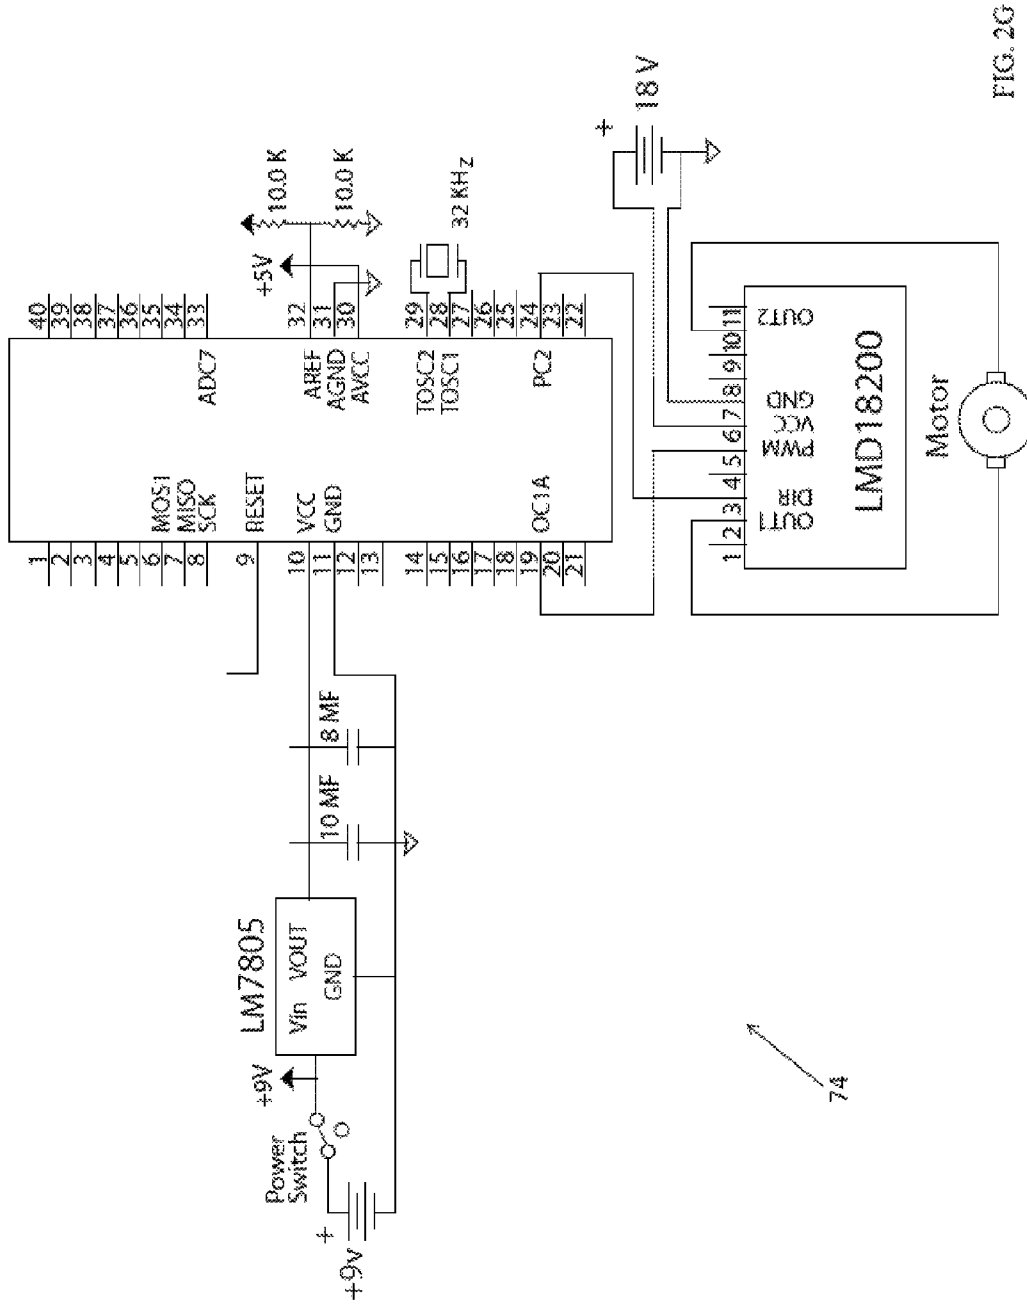 +9v
+
Power
Switch
+9V
LM7805
Vin VOUT
GND
10 MF
8 MF
1
2
3
4
5
6
7
8
9
10
11
12
13
14
15
16
17
18
19
20
21
MOS1
MISO
SCK
RESET
VCC
GND
OC1A
40
39
38
37
36
35
34
33
32
31
30
29
28
27
26
25
24
23
22
ADC7
AREF
AGND
AVCC
TOSC2
TOSC1
PC2
+5V
10.0 K
10.0 K
32 KHz
+
18 V
1
2
3
4
5
6
7
8
9
10
11
OUT1
DIR
PWM
VCC
GND
OUT2
LMD18200
Motor
74
FIG. 2G